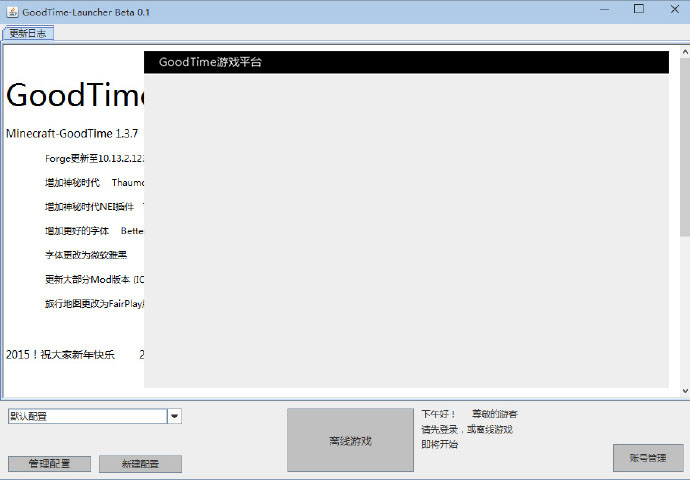 GoodTime-Launcher Beta 0.1
更新日志
GoodTime游戏平台
GoodTime
Minecraft-GoodTime 1.3.7
Forge更新至10.13.2.12
增加神秘时代 Thaum
增加神秘时代NEI插件
增加更好的字体 Bette
字体更改为微软雅黑
更新大部分Mod版本 (IC
旅行地图更改为FairPlay
2015！祝大家新年快乐 2
默认配置
管理配置
新建配置
离线游戏
下午好！ 尊敬的游客
请先登录，或离线游戏
即将开始
账号管理